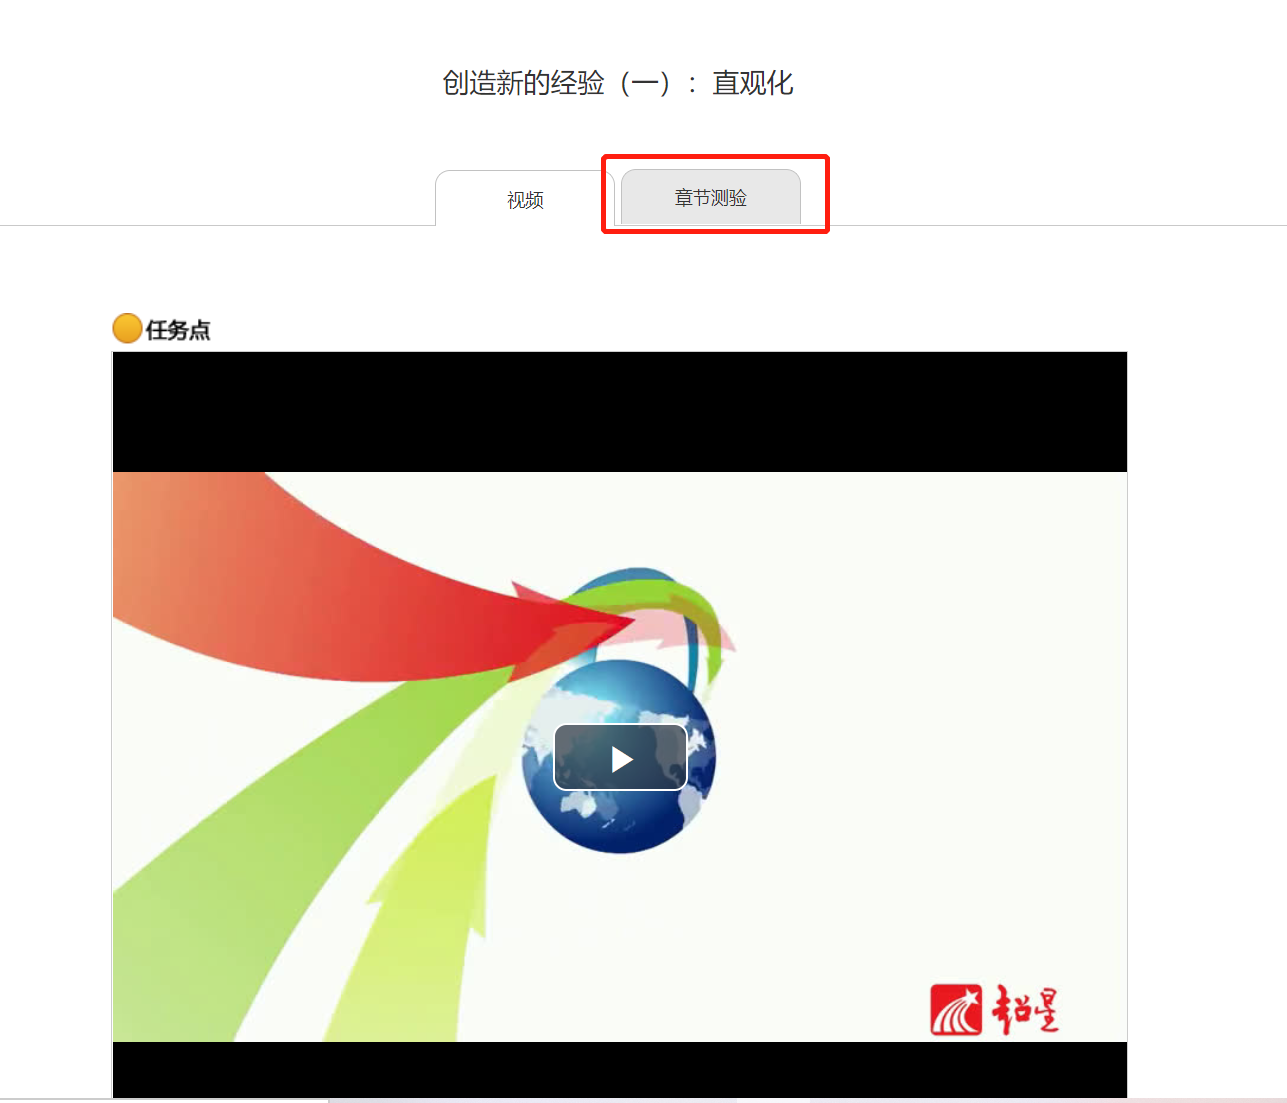 创造新的经验（一）：直观化
视频
章节测验
任务点
超星